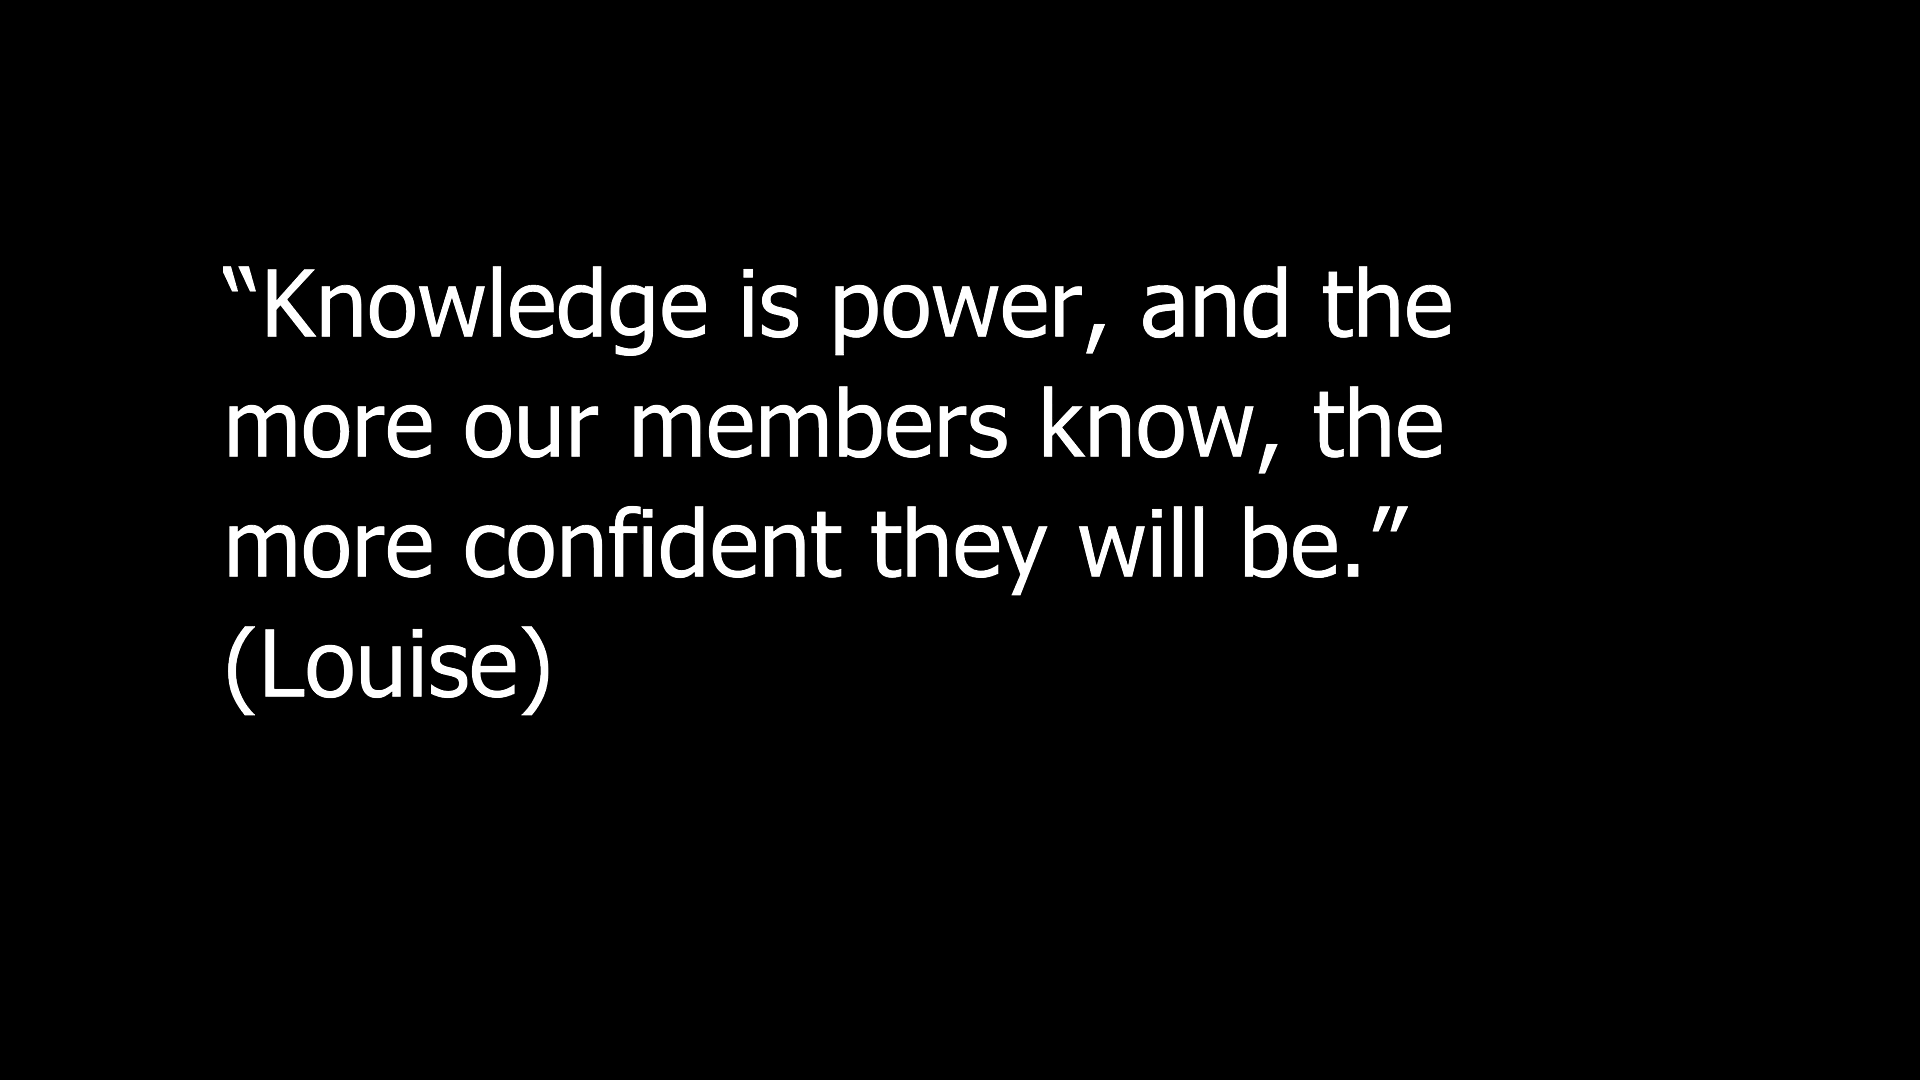 “Knowledge is power, and the
more our members know, the
more confident they will be.”
(Louise)